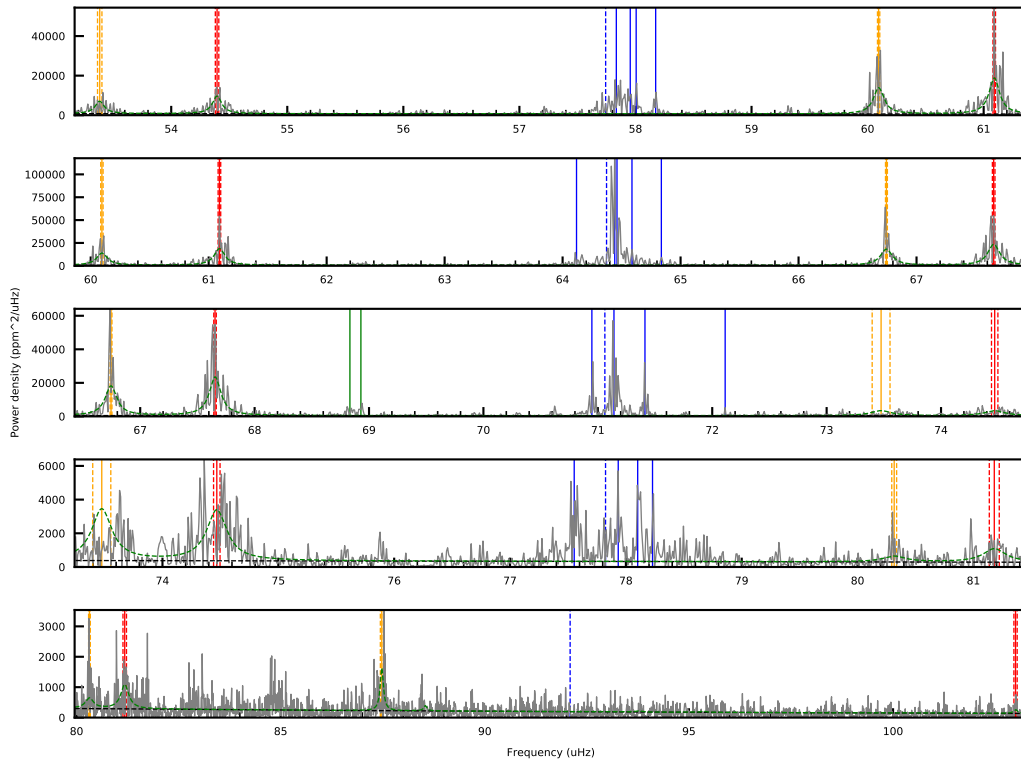 40000
20000
0
54 55 56 57 58 59 60 61
100000
75000
50000
25000
0
60 61 62 63 64 65 66 67
60000
40000
20000
0
67 68 69 70 71 72 73 74
Power density (ppm^2/uHz)
6000
4000
2000
0
74 75 76 77 78 79 80 81
3000
2000
1000
0
80 85 90 95 100
Frequency (uHz)